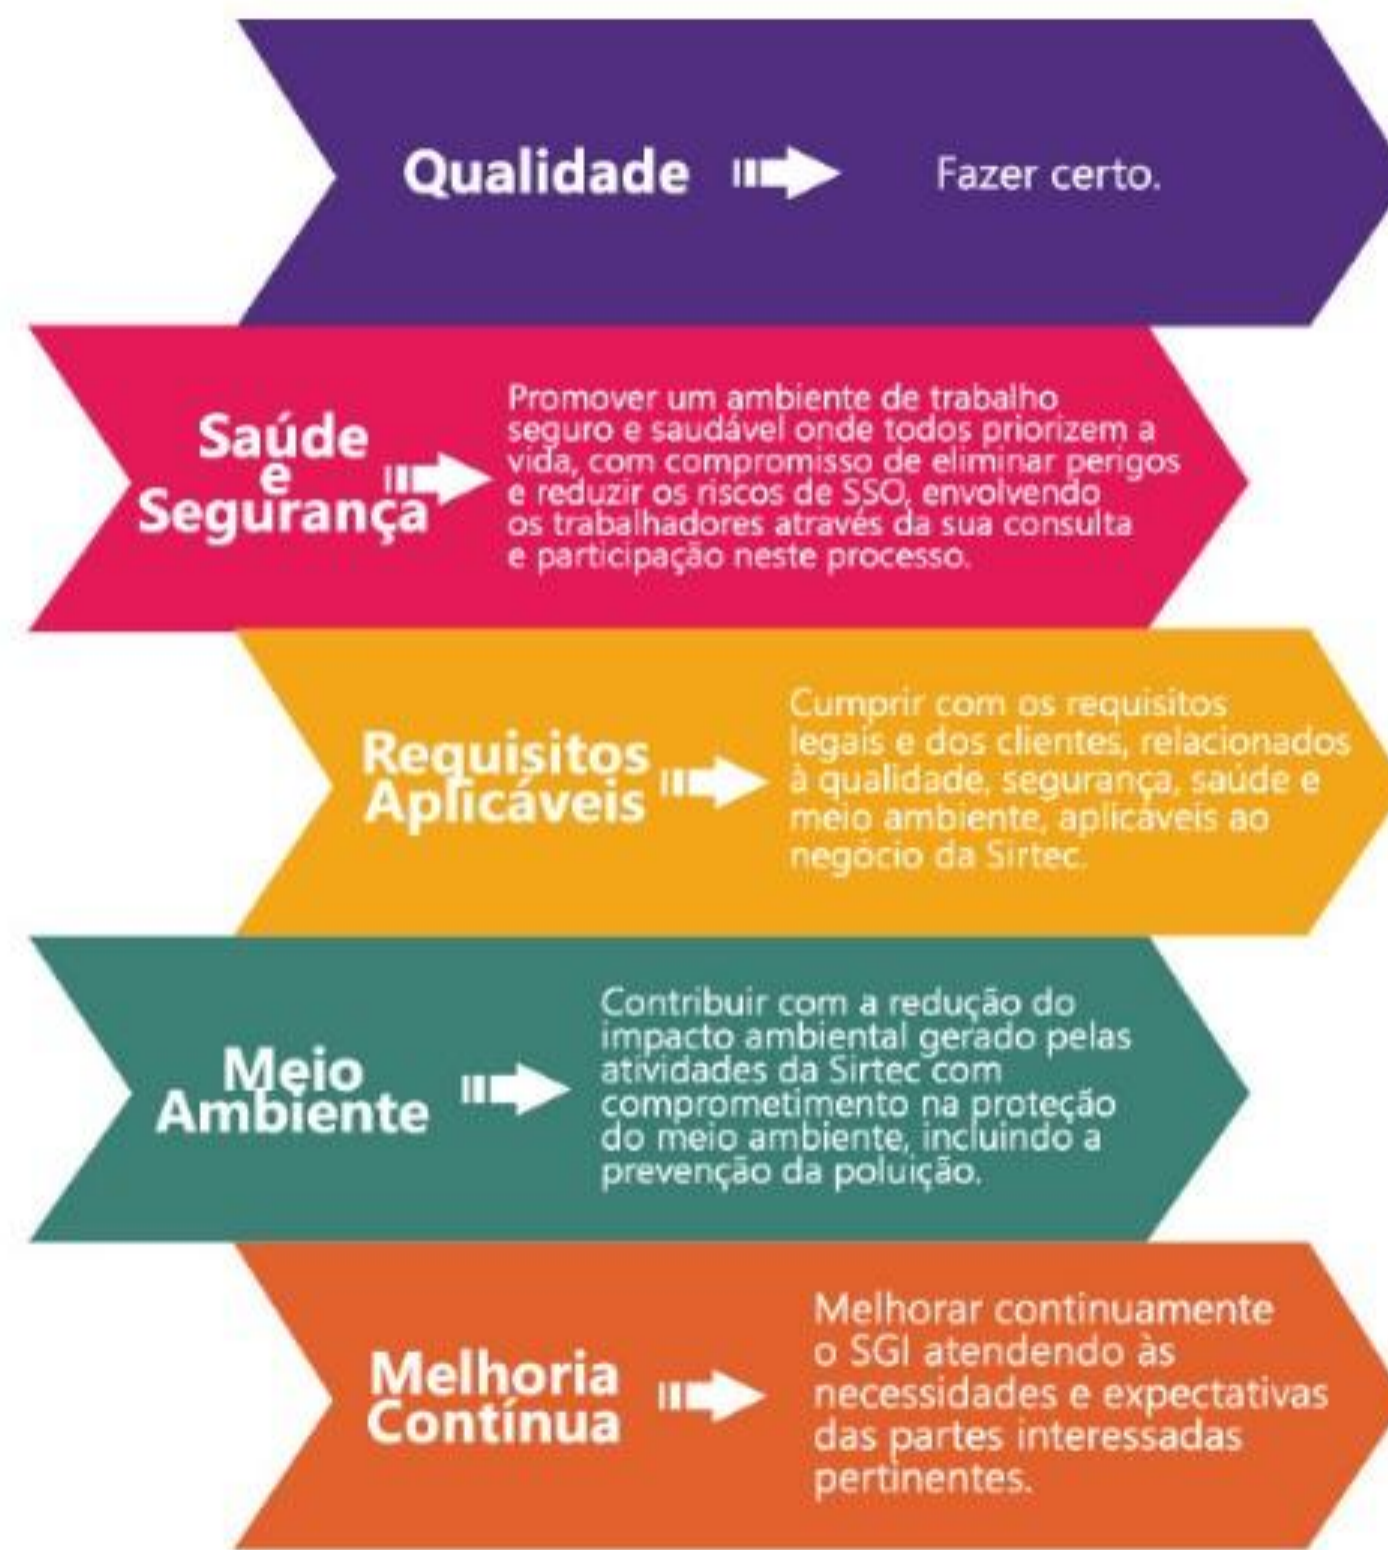 Qualidade
Fazer certo.
Saúde
e
Segurança
Promover um ambiente de trabalho
seguro e saudável onde todos priorizem a
vida, com compromisso de eliminar perigos
e reduzir os riscos de SSO, envolvendo
os trabalhadores através da sua consulta
e participação neste processo.
Requisitos
Aplicáveis
Cumprir com os requisitos
legais e dos clientes, relacionados
à qualidade, segurança, saúde e
meio ambiente, aplicáveis ao
negócio da Sirtec.
Meio
Ambiente
Contribuir com a redução do
impacto ambiental gerado pelas
atividades da Sirtec com
comprometimento na proteção
do meio ambiente, incluindo a
prevenção da poluição.
Melhoria
Contínua
Melhorar continuamente
o SGI atendendo às
necessidades e expectativas
das partes interessadas
pertinentes.